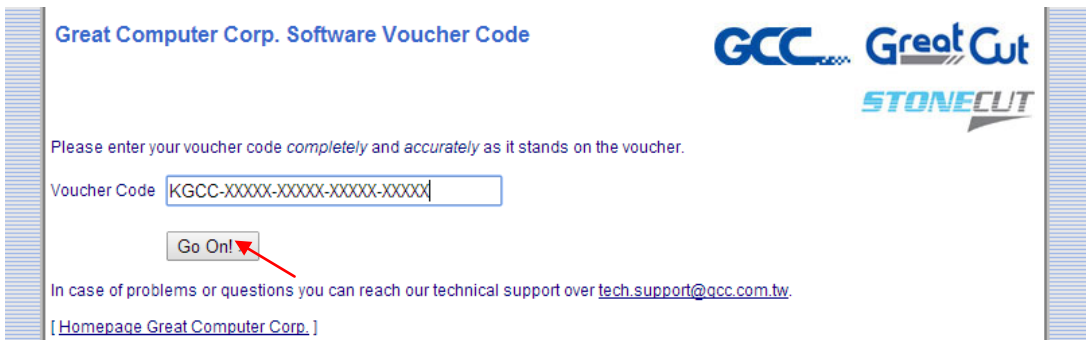 Great Computer Corp. Software Voucher Code
GCC
GreatCut
STONECUT
Please enter your voucher code completely and accurately as it stands on the voucher.
Voucher Code KGCC-XXXXX-XXXXX-XXXXX-XXXXX
Go On!
In case of problems or questions you can reach our technical support over tech.support@gcc.com.tw.
[ Homepage Great Computer Corp. ]